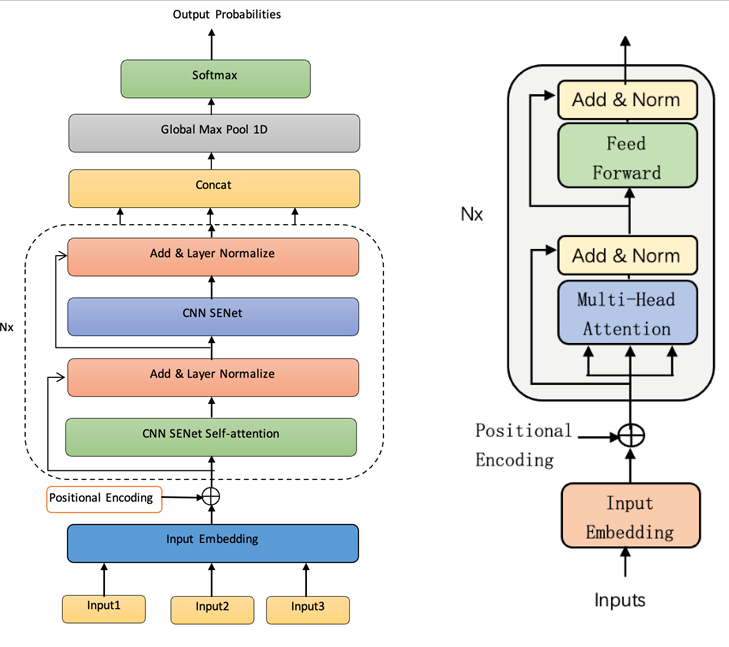 Output Probabilities
Softmax
Global Max Pool 1D
Concat
Add & Layer Normalize
CNN SENet
Nx
Add & Layer Normalize
CNN SENet Self-attention
Positional Encoding
Input Embedding
Input1
Input2
Input3
Add & Norm
Feed
Forward
Nx
Add & Norm
Multi-Head
Attention
Positional
Encoding
Input
Embedding
Inputs